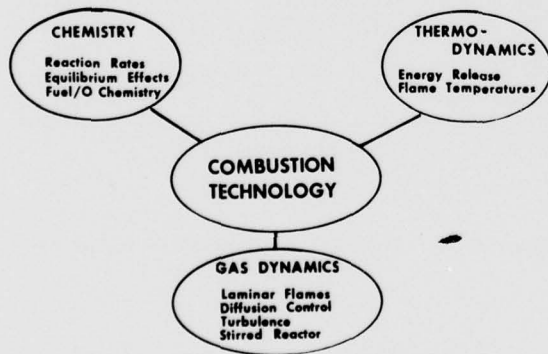 CHEMISTRY
Reaction Rates
Equilibrium Effects
Fuel/O Chemistry
THERMO-
DYNAMICS
Energy Release
Flame Temperatures
COMBUSTION
TECHNOLOGY
GAS DYNAMICS
Laminar Flames
Diffusion Control
Turbulence
Stirred Reactor